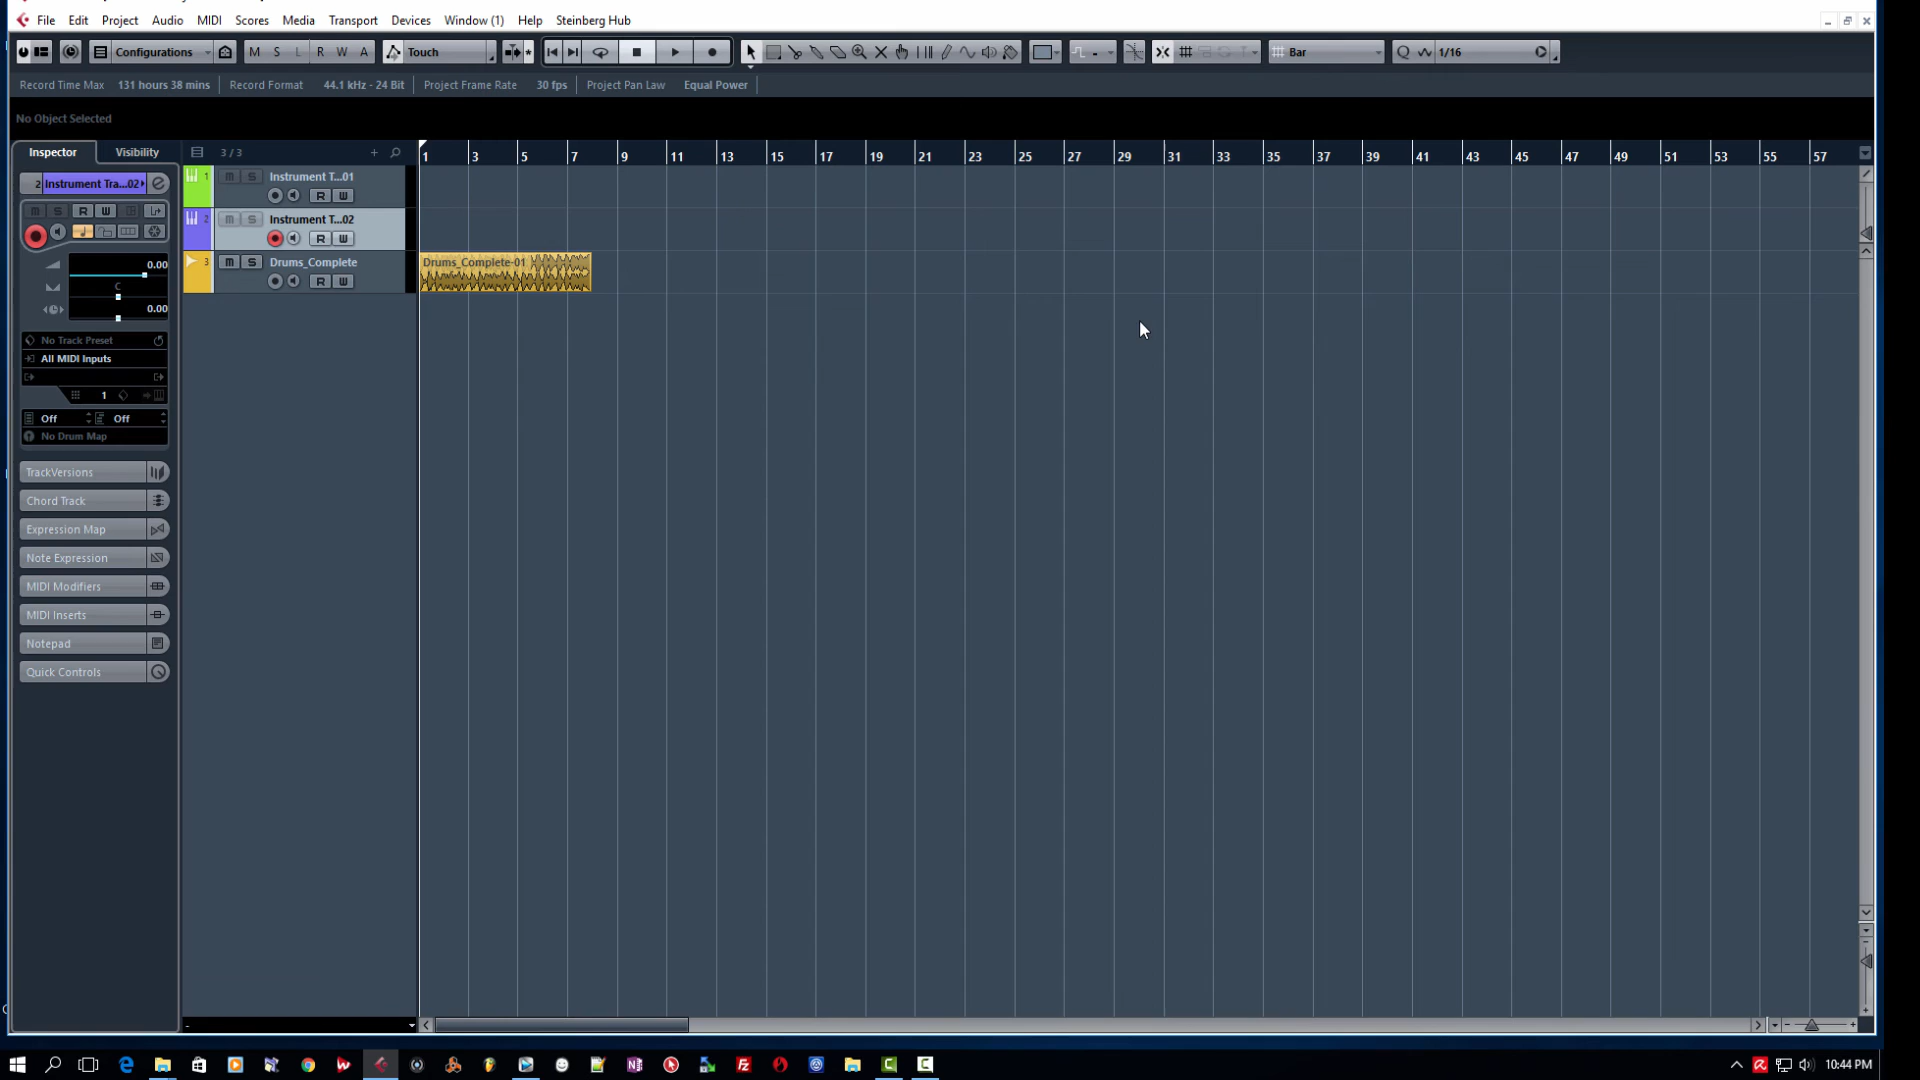 File Edit Project Audio MIDI Scores Media Transport Devices Window (1) Help Steinberg Hub
Configurations M S L R W A Touch Bar Q 1/16
Record Time Max 131 hours 38 mins Record Format 44.1 kHz - 24 Bit Project Frame Rate 30 fps Project Pan Law Equal Power
No Object Selected
Inspector Visibility 3 / 3 + 1 3 5 7 9 11 13 15 17 19 21 23 25 27 29 31 33 35 37 39 41 43 45 47 49 51 53 55 57
2 Instrument Tra...02
m s R W
0.00
C
0.00
No Track Preset
All MIDI Inputs
1
Off Off
No Drum Map
TrackVersions
Chord Track
Expression Map
Note Expression
MIDI Modifiers
MIDI Inserts
Notepad
Quick Controls
1 m S Instrument T...01
R W
2 m S Instrument T...02
R W
3 m S Drums_Complete
R W
Drums_Complete-01
10:44 PM